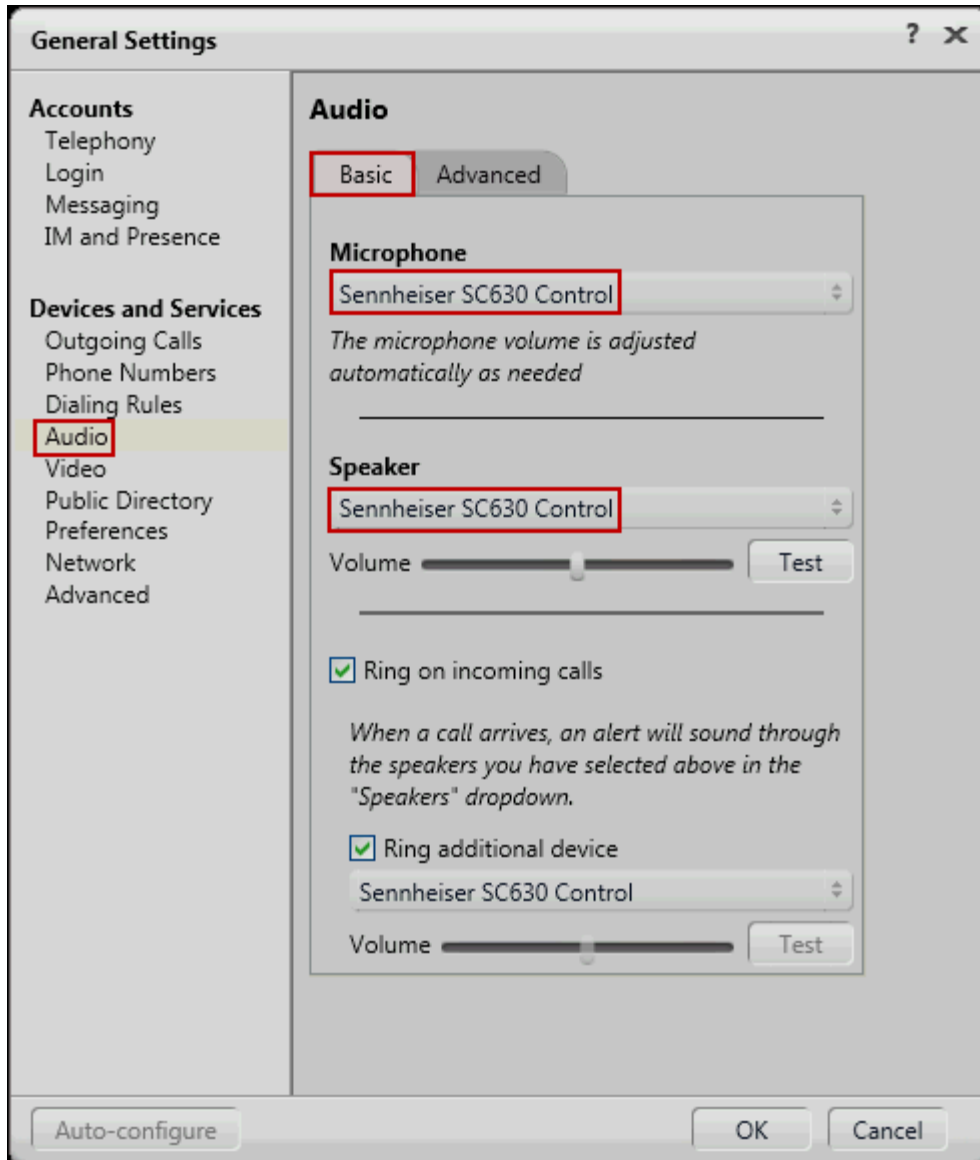 General Settings
?
Accounts
Telephony
Login
Messaging
IM and Presence
Devices and Services
Outgoing Calls
Phone Numbers
Dialing Rules
Audio
Video
Public Directory
Preferences
Network
Advanced
Audio
Basic Advanced
Microphone
Sennheiser SC630 Control
The microphone volume is adjusted
automatically as needed
Speaker
Sennheiser SC630 Control
Volume Test
Ring on incoming calls
When a call arrives, an alert will sound through
the speakers you have selected above in the
"Speakers" dropdown.
Ring additional device
Sennheiser SC630 Control
Volume Test
Auto-configure OK Cancel